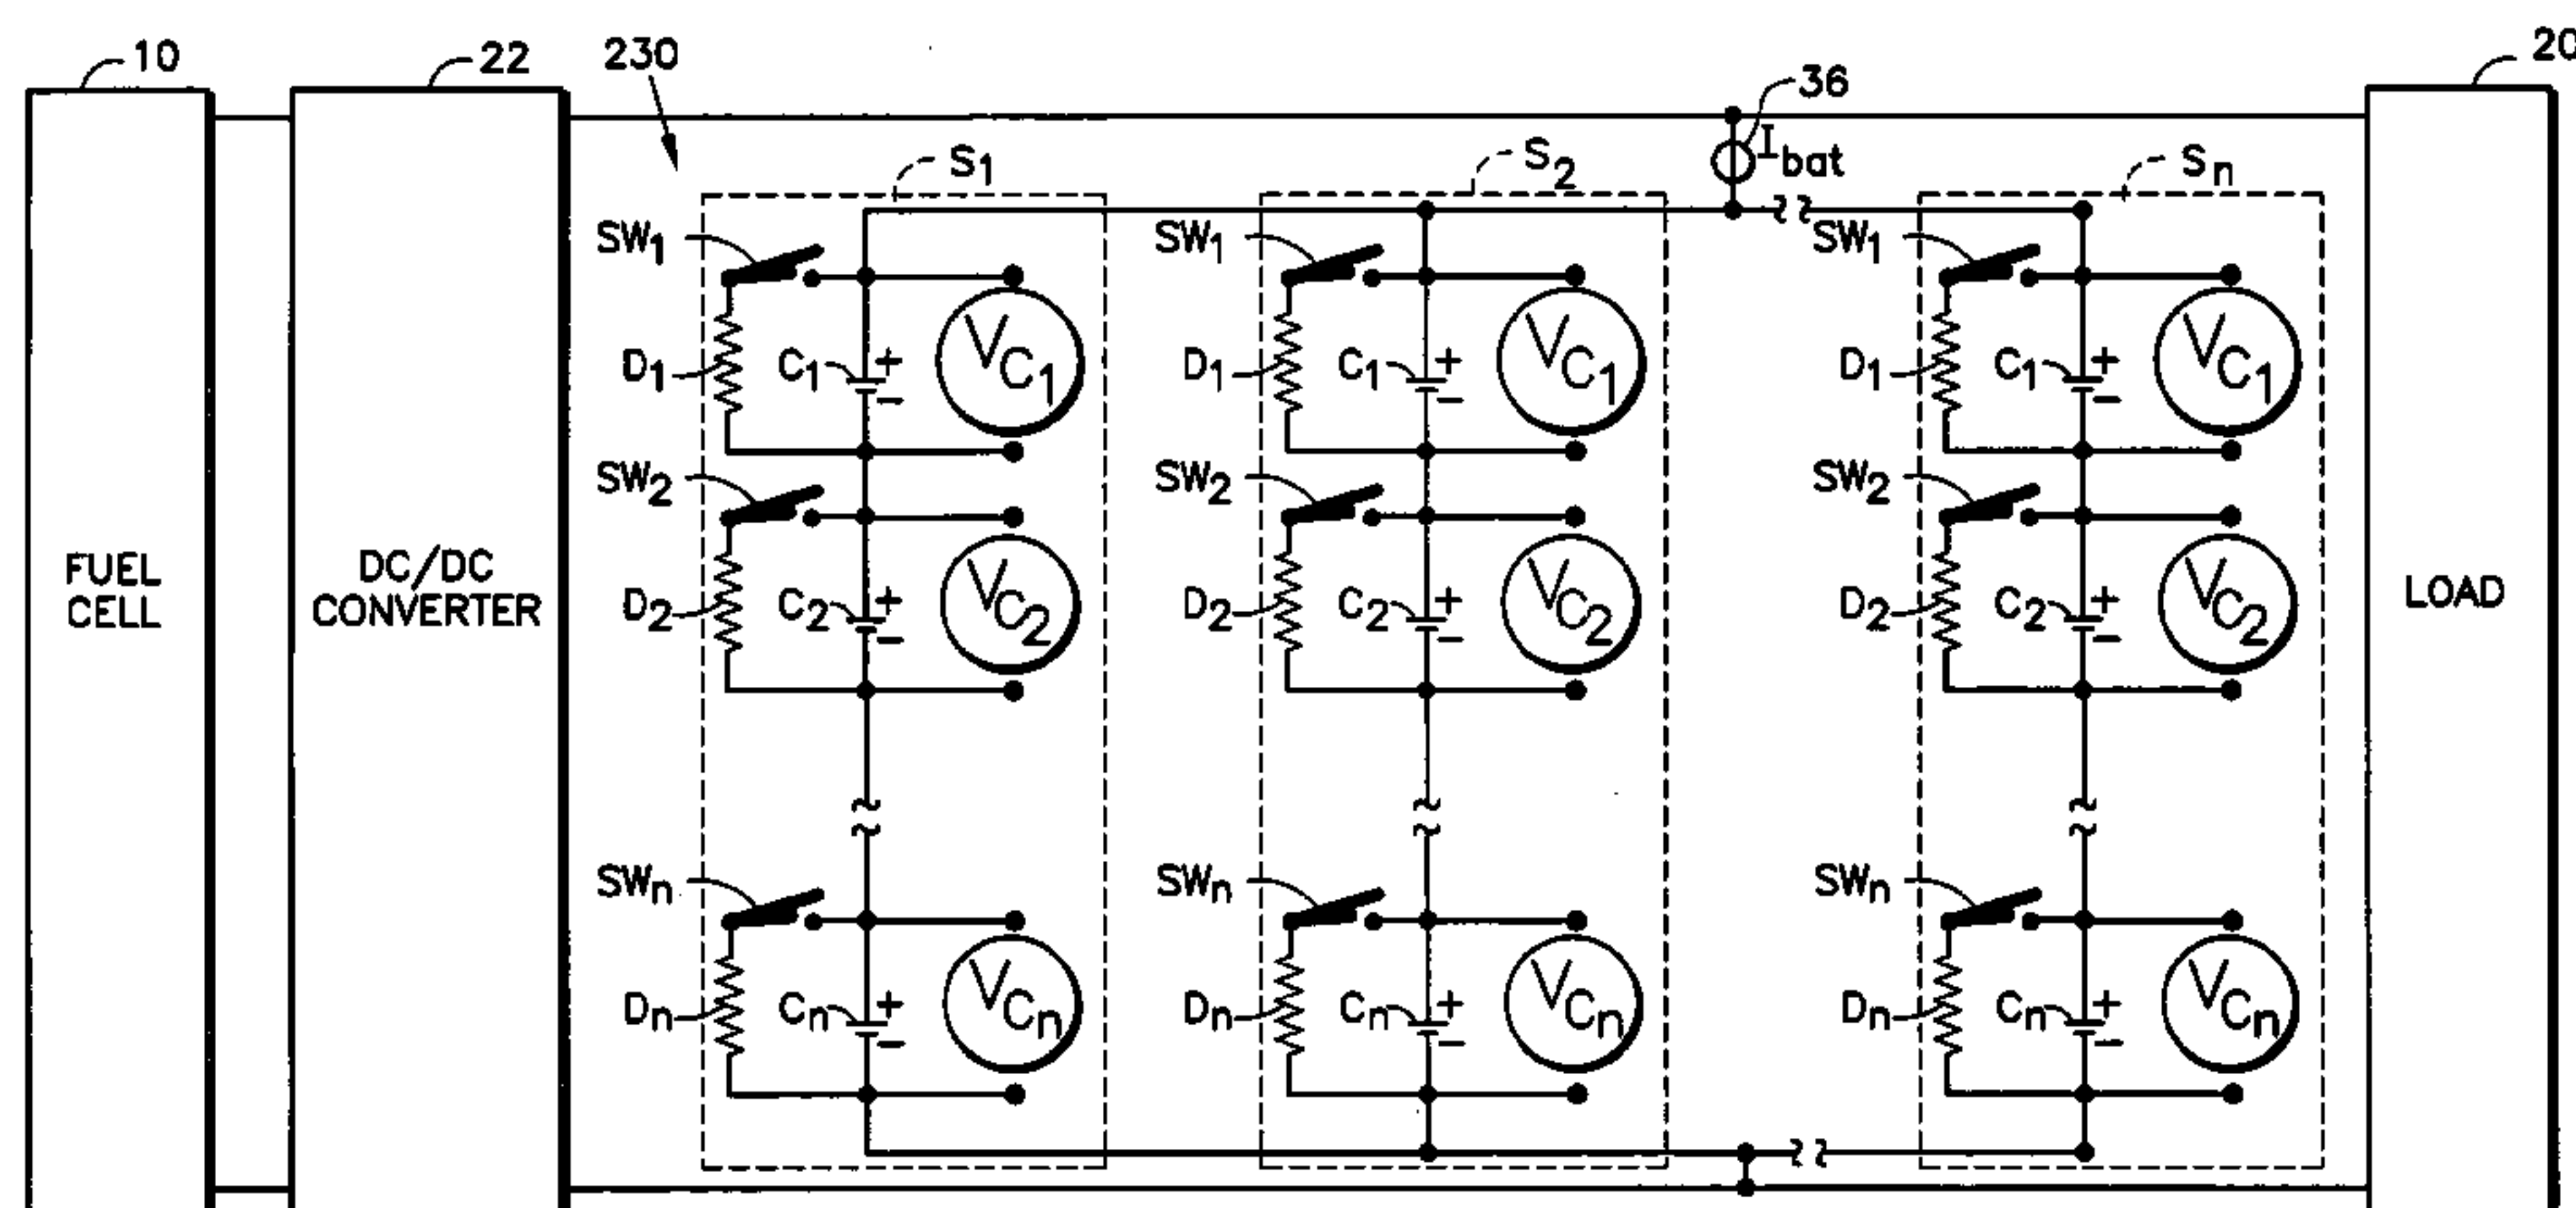 10
22
230
36
20
I bat
S1
S2
Sn
SW1
SW1
SW1
D1
C1
+
−
VC1
D1
C1
+
−
VC1
D1
C1
+
−
VC1
SW2
SW2
SW2
FUEL
CELL
DC/DC
CONVERTER
D2
C2
+
−
VC2
D2
C2
+
−
VC2
D2
C2
+
−
VC2
LOAD
SWn
SWn
SWn
Dn
Cn
+
−
VCn
Dn
Cn
+
−
VCn
Dn
Cn
+
−
VCn